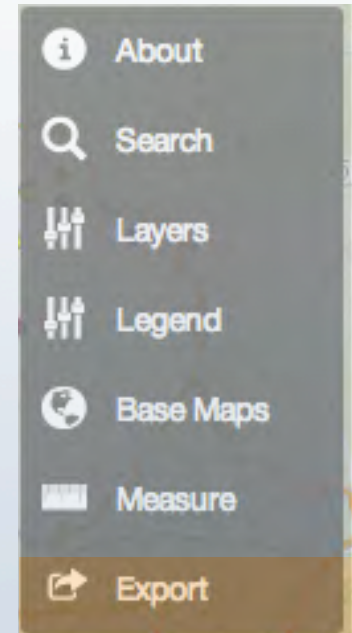 About
Search
Layers
Legend
Base Maps
Measure
Export